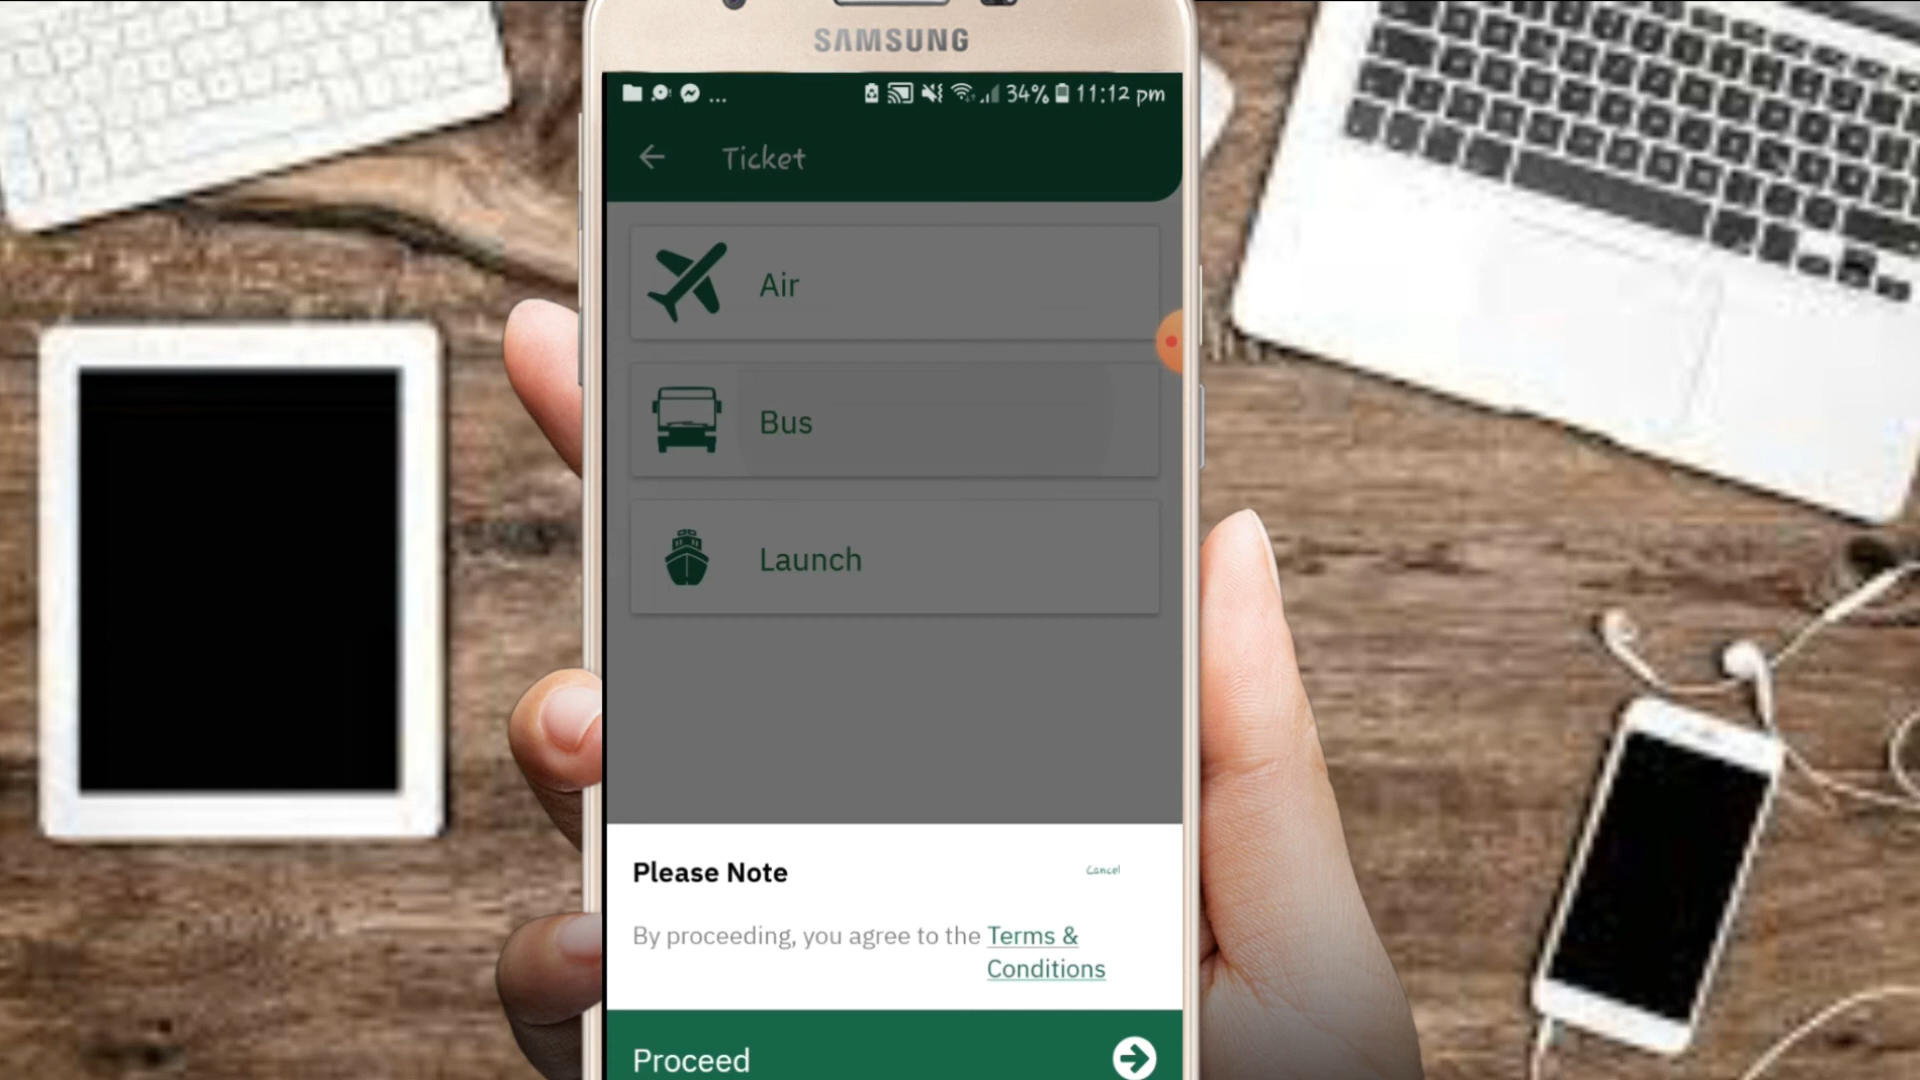 SAMSUNG
... 34% 11:12 pm
Ticket
Air
Bus
Launch
Please Note
Cancel
By proceeding, you agree to the Terms &
Conditions
Proceed